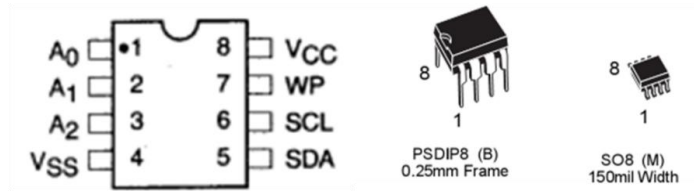 A0 1 8 VCC
A1 2 7 WP
A2 3 6 SCL
VSS 4 5 SDA
8
1
PSDIP8 (B)
0.25mm Frame
8
1
SO8 (M)
150mil Width